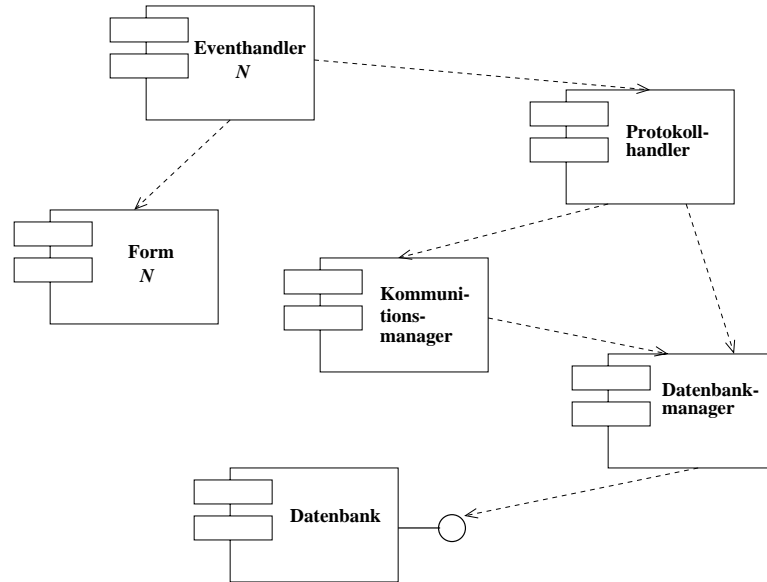 Eventhandler
N
Protokoll-
handler
Form
N
Kommuni-
tions-
manager
Datenbank-
manager
Datenbank